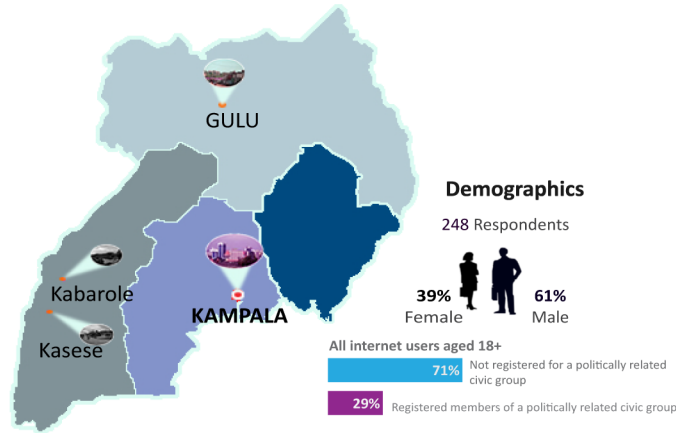 GULU
Kabarole
KAMPALA
Kasese
Demographics
248 Respondents
39%
Female
61%
Male
All internet users aged 18+
71%
Not registered for a politically related
civic group
29%
Registered members of a politically related civic group